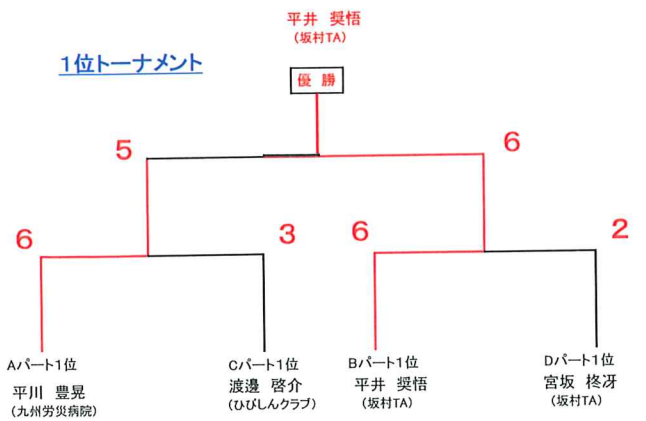 平井 奨悟
(坂村TA)
1位トーナメント
優 勝
5
6
6
3
6
2
Aパート1位
Cパート1位
Bパート1位
Dパート1位
平川 豊晃
渡邊 啓介
平井 奨悟
宮坂 柊冴
(九州労災病院)
(ひびしんクラブ)
(坂村TA)
(坂村TA)